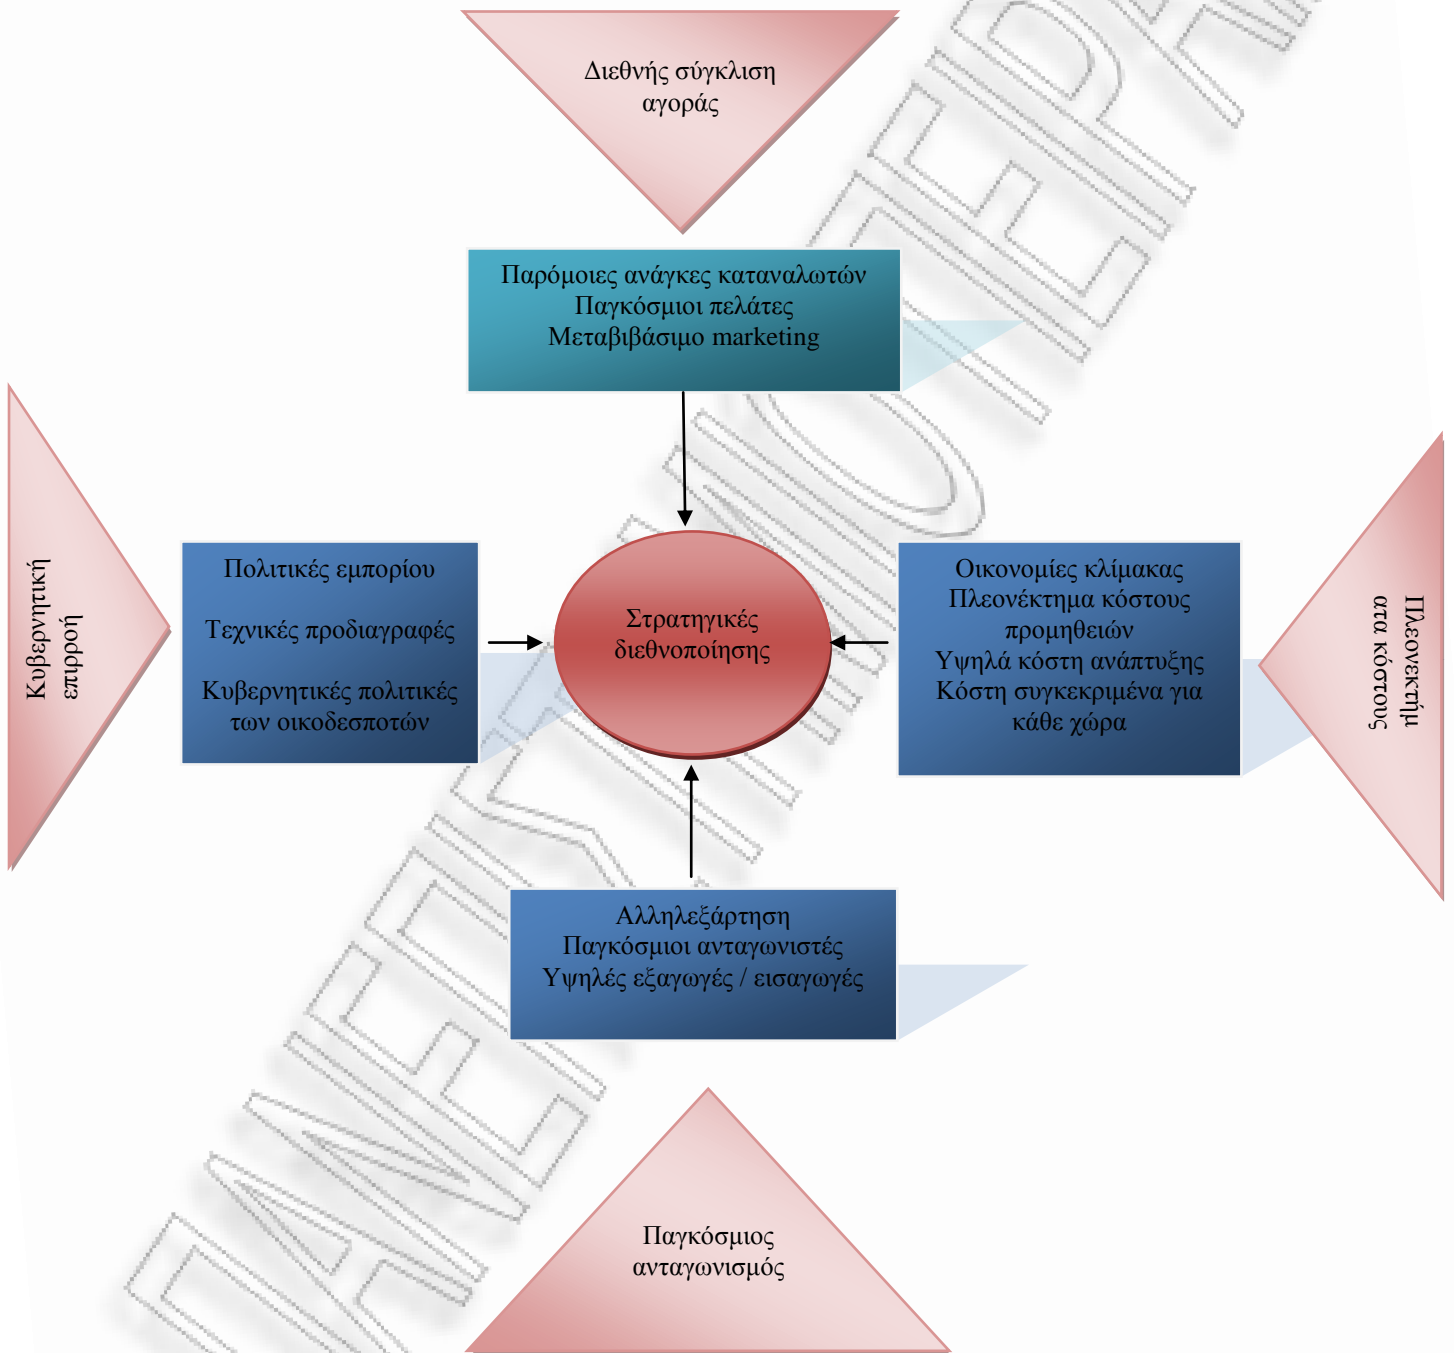 Διεθνής σύγκλιση
αγοράς
Παρόμοιες ανάγκες καταναλωτών
Παγκόσμιοι πελάτες
Μεταβιβάσιμο marketing
Κυβερνητική
επιρροή
Πολιτικές εμπορίου
Τεχνικές προδιαγραφές
Κυβερνητικές πολιτικές
των οικοδεσποτών
Στρατηγικές
διεθνοποίησης
Οικονομίες κλίμακας
Πλεονέκτημα κόστους
προμηθειών
Υψηλά κόστη ανάπτυξης
Κόστη συγκεκριμένα για
κάθε χώρα
Πλεονεκτήμ
ατα κόστους
Αλληλεξάρτηση
Παγκόσμιοι ανταγωνιστές
Υψηλές εξαγωγές / εισαγωγές
Παγκόσμιος
ανταγωνισμός